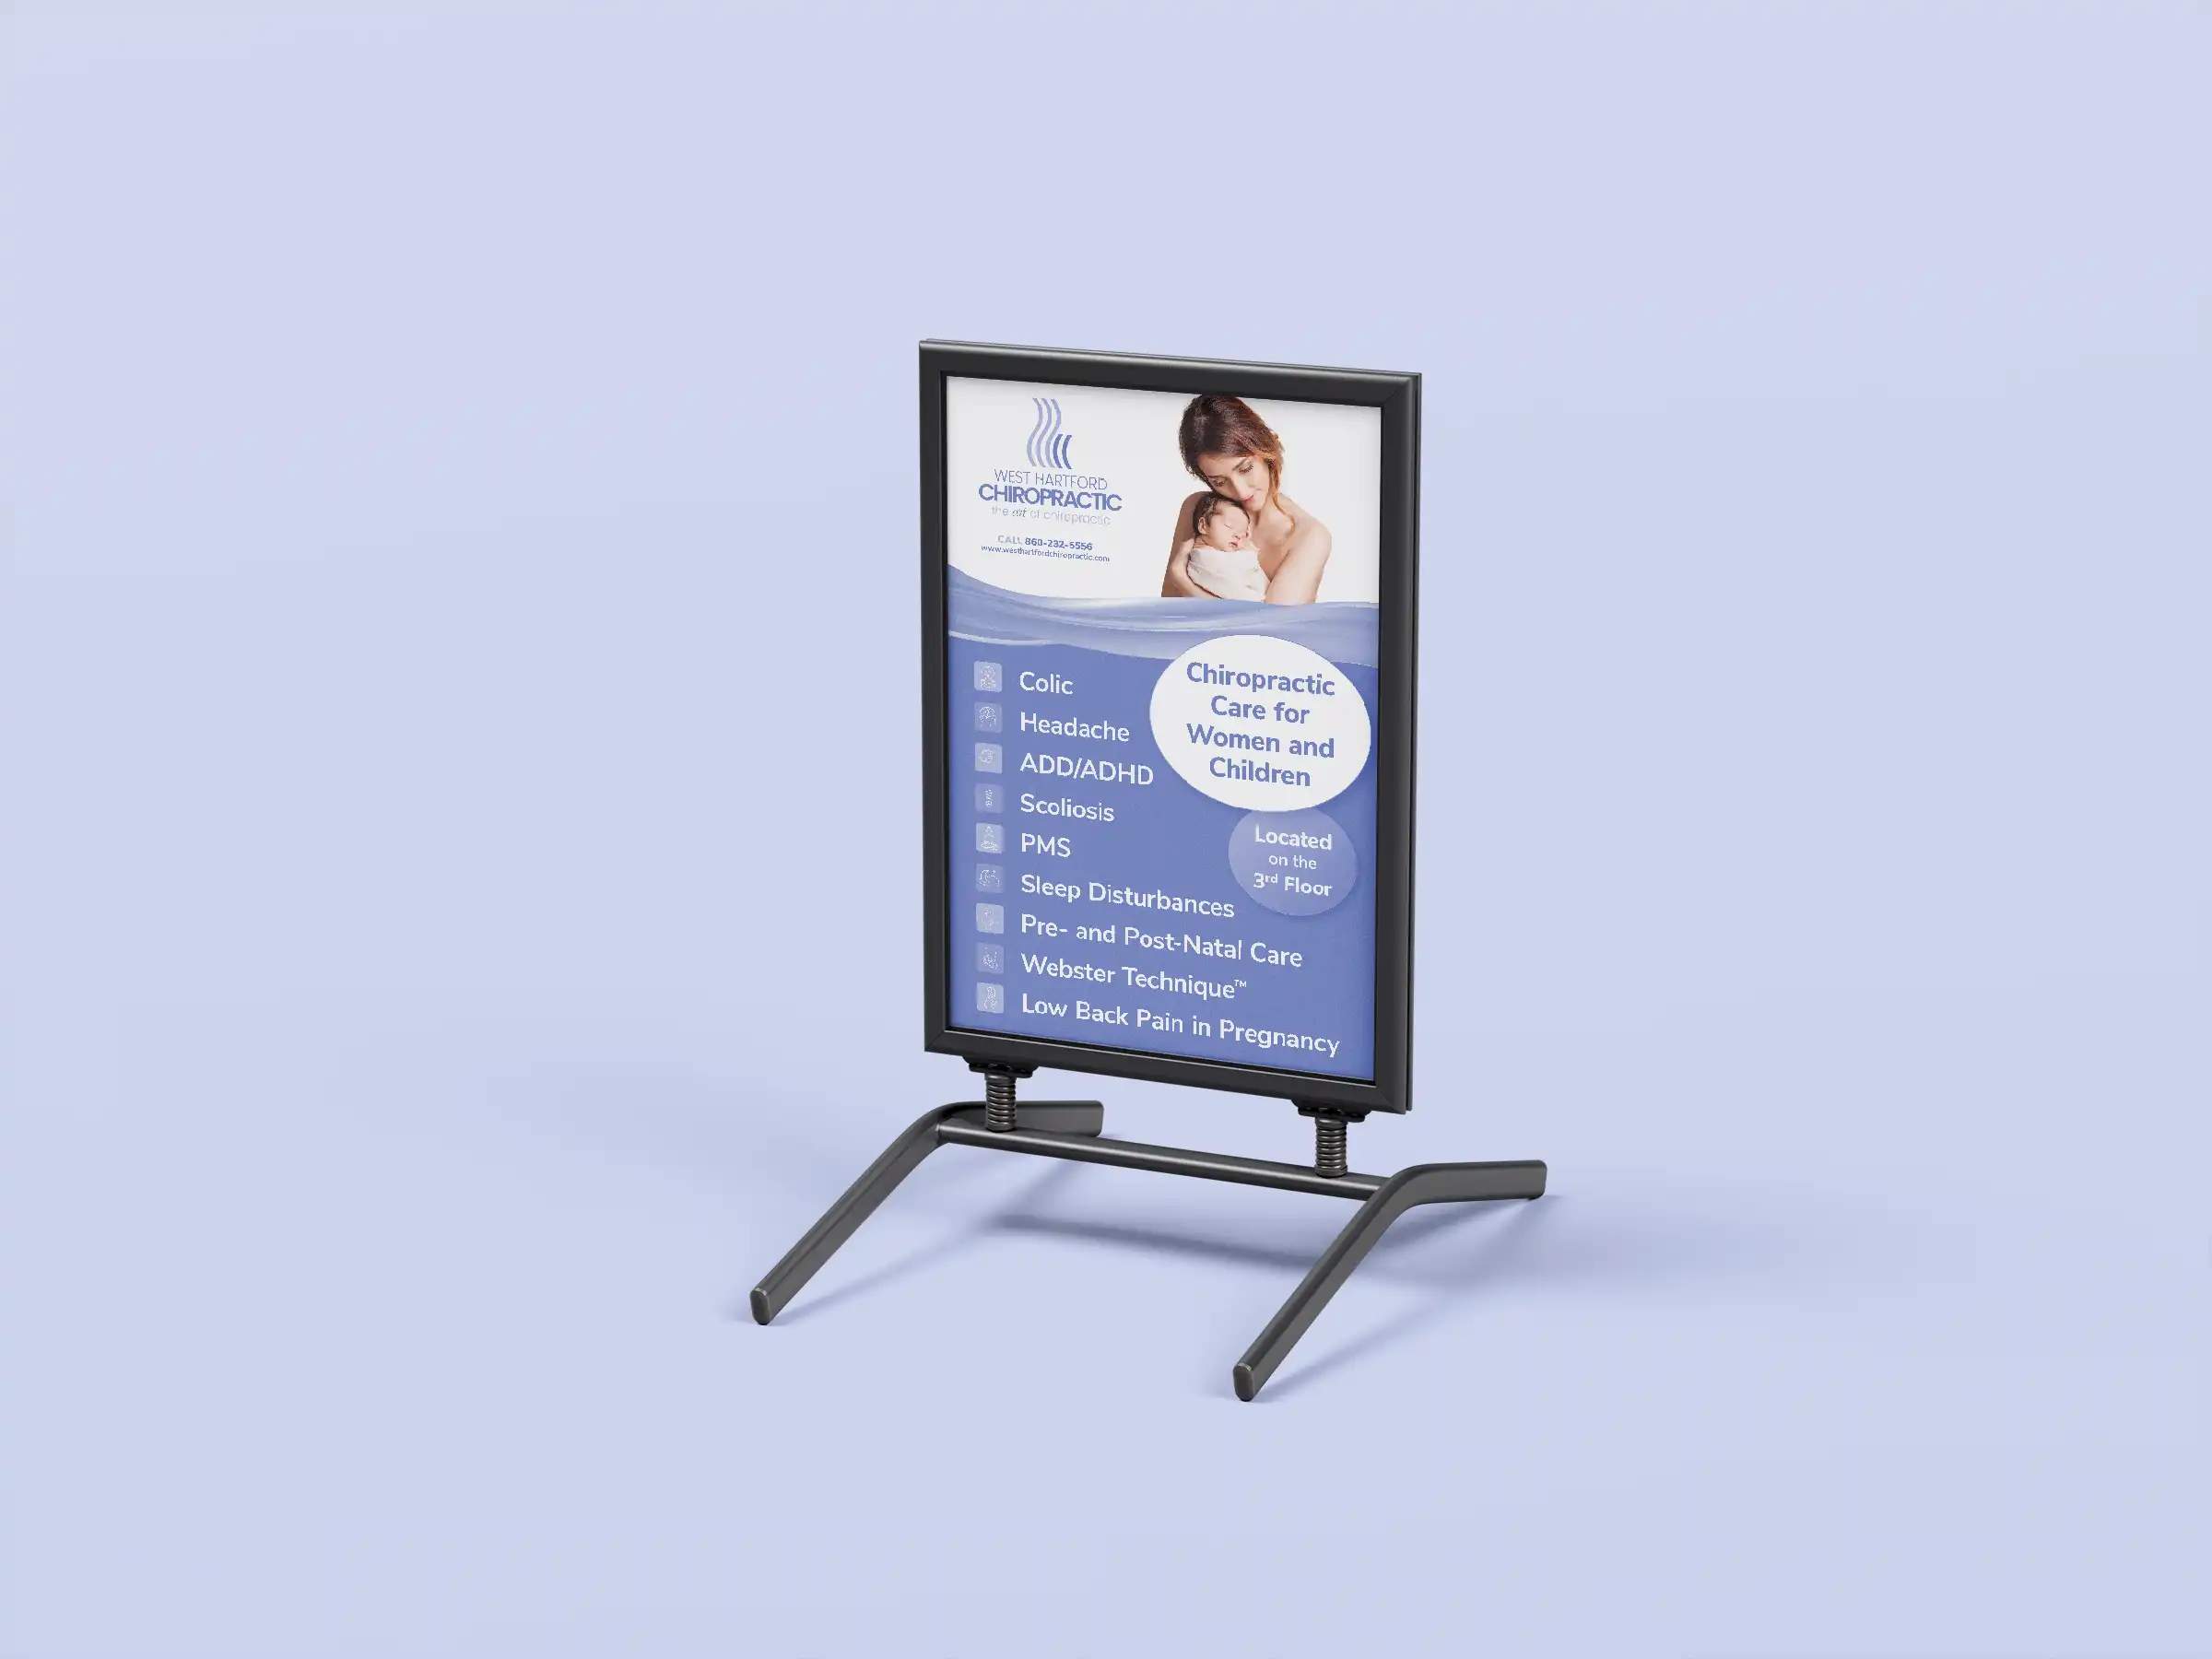 WEST HARTFORD
CHIROPRACTIC
the art of chiropractic
CALL 860-232-5556
www.westhartfordchiropractic.com
Chiropractic
Care for
Women and
Children
Located
on the
3rd Floor
Colic
Headache
ADD/ADHD
Scoliosis
PMS
Sleep Disturbances
Pre- and Post-Natal Care
Webster Technique™
Low Back Pain in Pregnancy